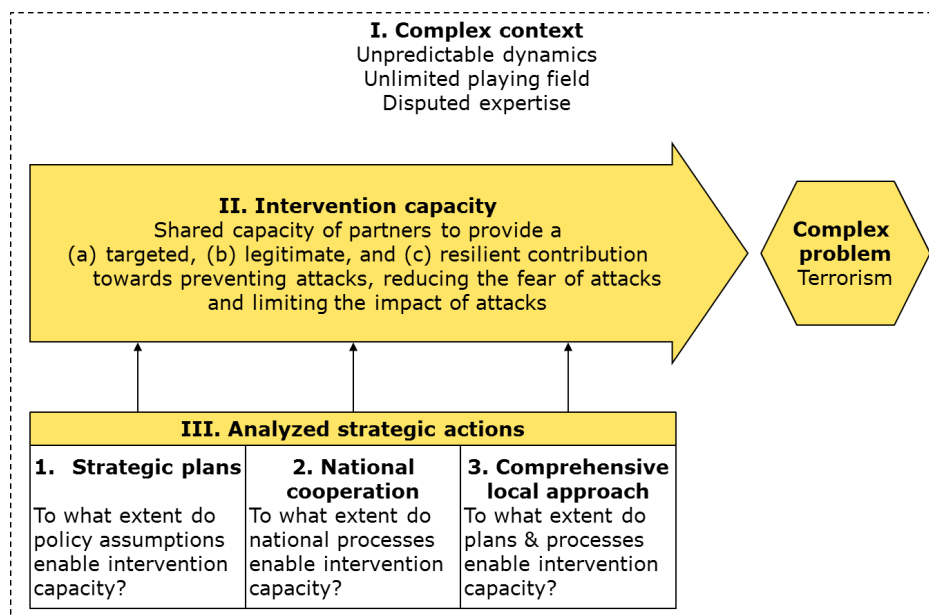 I. Complex context
Unpredictable dynamics
Unlimited playing field
Disputed expertise
II. Intervention capacity
Shared capacity of partners to provide a
(a) targeted, (b) legitimate, and (c) resilient contribution
towards preventing attacks, reducing the fear of attacks
and limiting the impact of attacks
Complex
problem
Terrorism
III. Analyzed strategic actions
1. Strategic plans
To what extent do
policy assumptions
enable intervention
capacity?
2. National
cooperation
To what extent do
national processes
enable intervention
capacity?
3. Comprehensive
local approach
To what extent do
plans & processes
enable intervention
capacity?